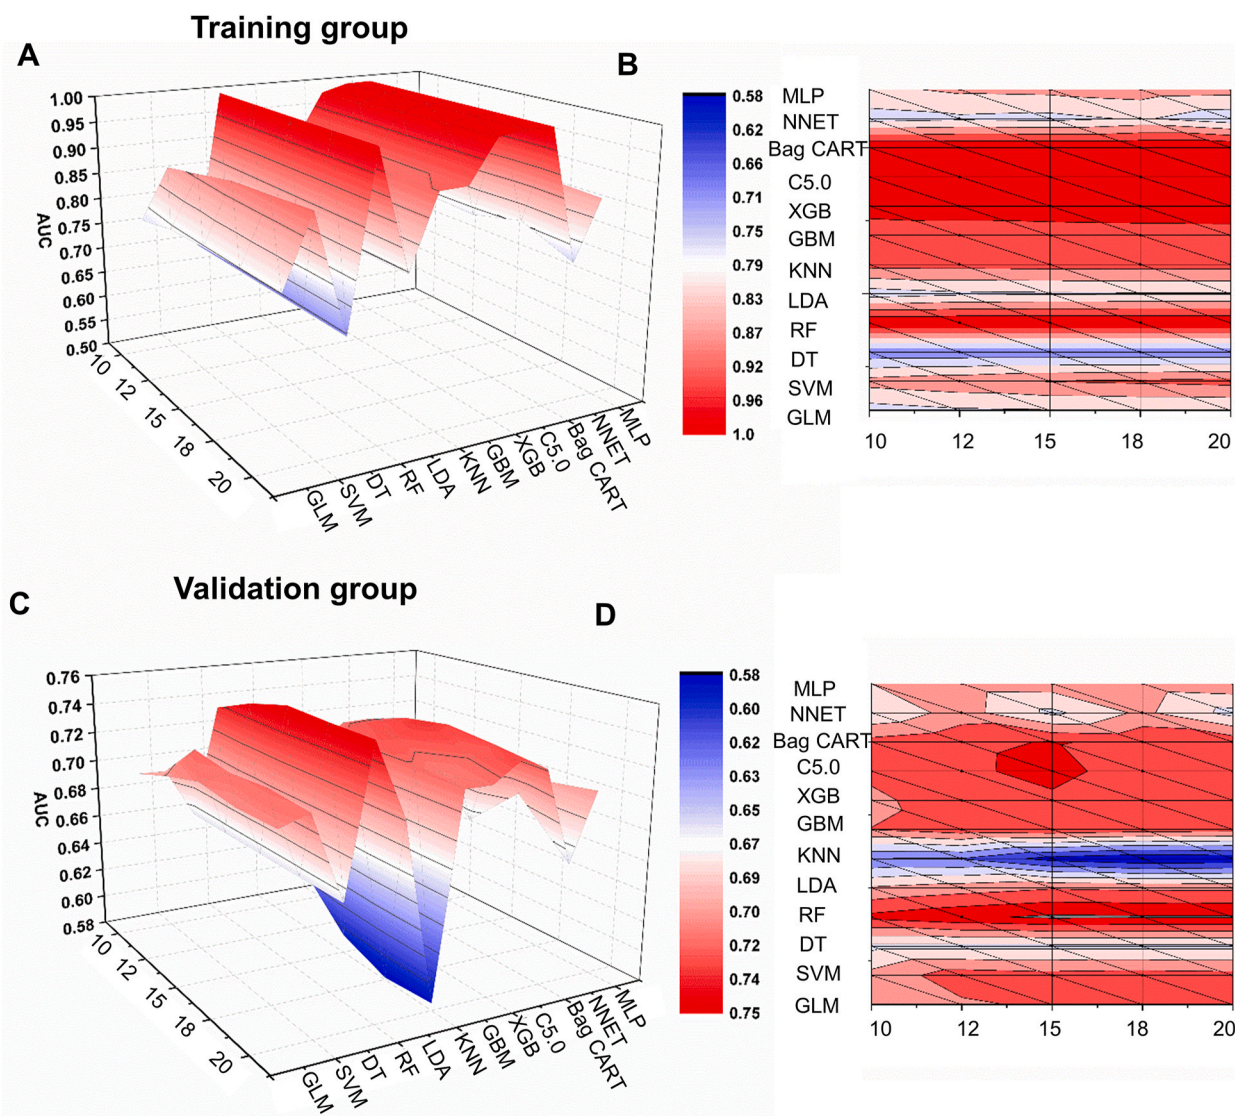 Training group
A
1.00
0.95
0.90
0.85
0.80
0.75
0.70
0.65
0.60
0.55
0.50
AUC
10
12
15
18
20
GLM
SVM
DT
RF
LDA
KNN
GBM
XGB
C5.0
Bag CART
NNET
MLP
B
0.58
0.62
0.66
0.71
0.75
0.79
0.83
0.87
0.92
0.96
1.0
MLP
NNET
Bag CART
C5.0
XGB
GBM
KNN
LDA
RF
DT
SVM
GLM
10 12 15 18 20
Validation group
C
0.76
0.74
0.72
0.70
0.68
0.66
0.64
0.62
0.60
0.58
AUC
10
12
15
18
20
GLM
SVM
DT
RF
LDA
KNN
GBM
XGB
C5.0
Bag CART
NNET
MLP
D
0.58
0.60
0.62
0.63
0.65
0.67
0.69
0.70
0.72
0.74
0.75
MLP
NNET
Bag CART
C5.0
XGB
GBM
KNN
LDA
RF
DT
SVM
GLM
10 12 15 18 20